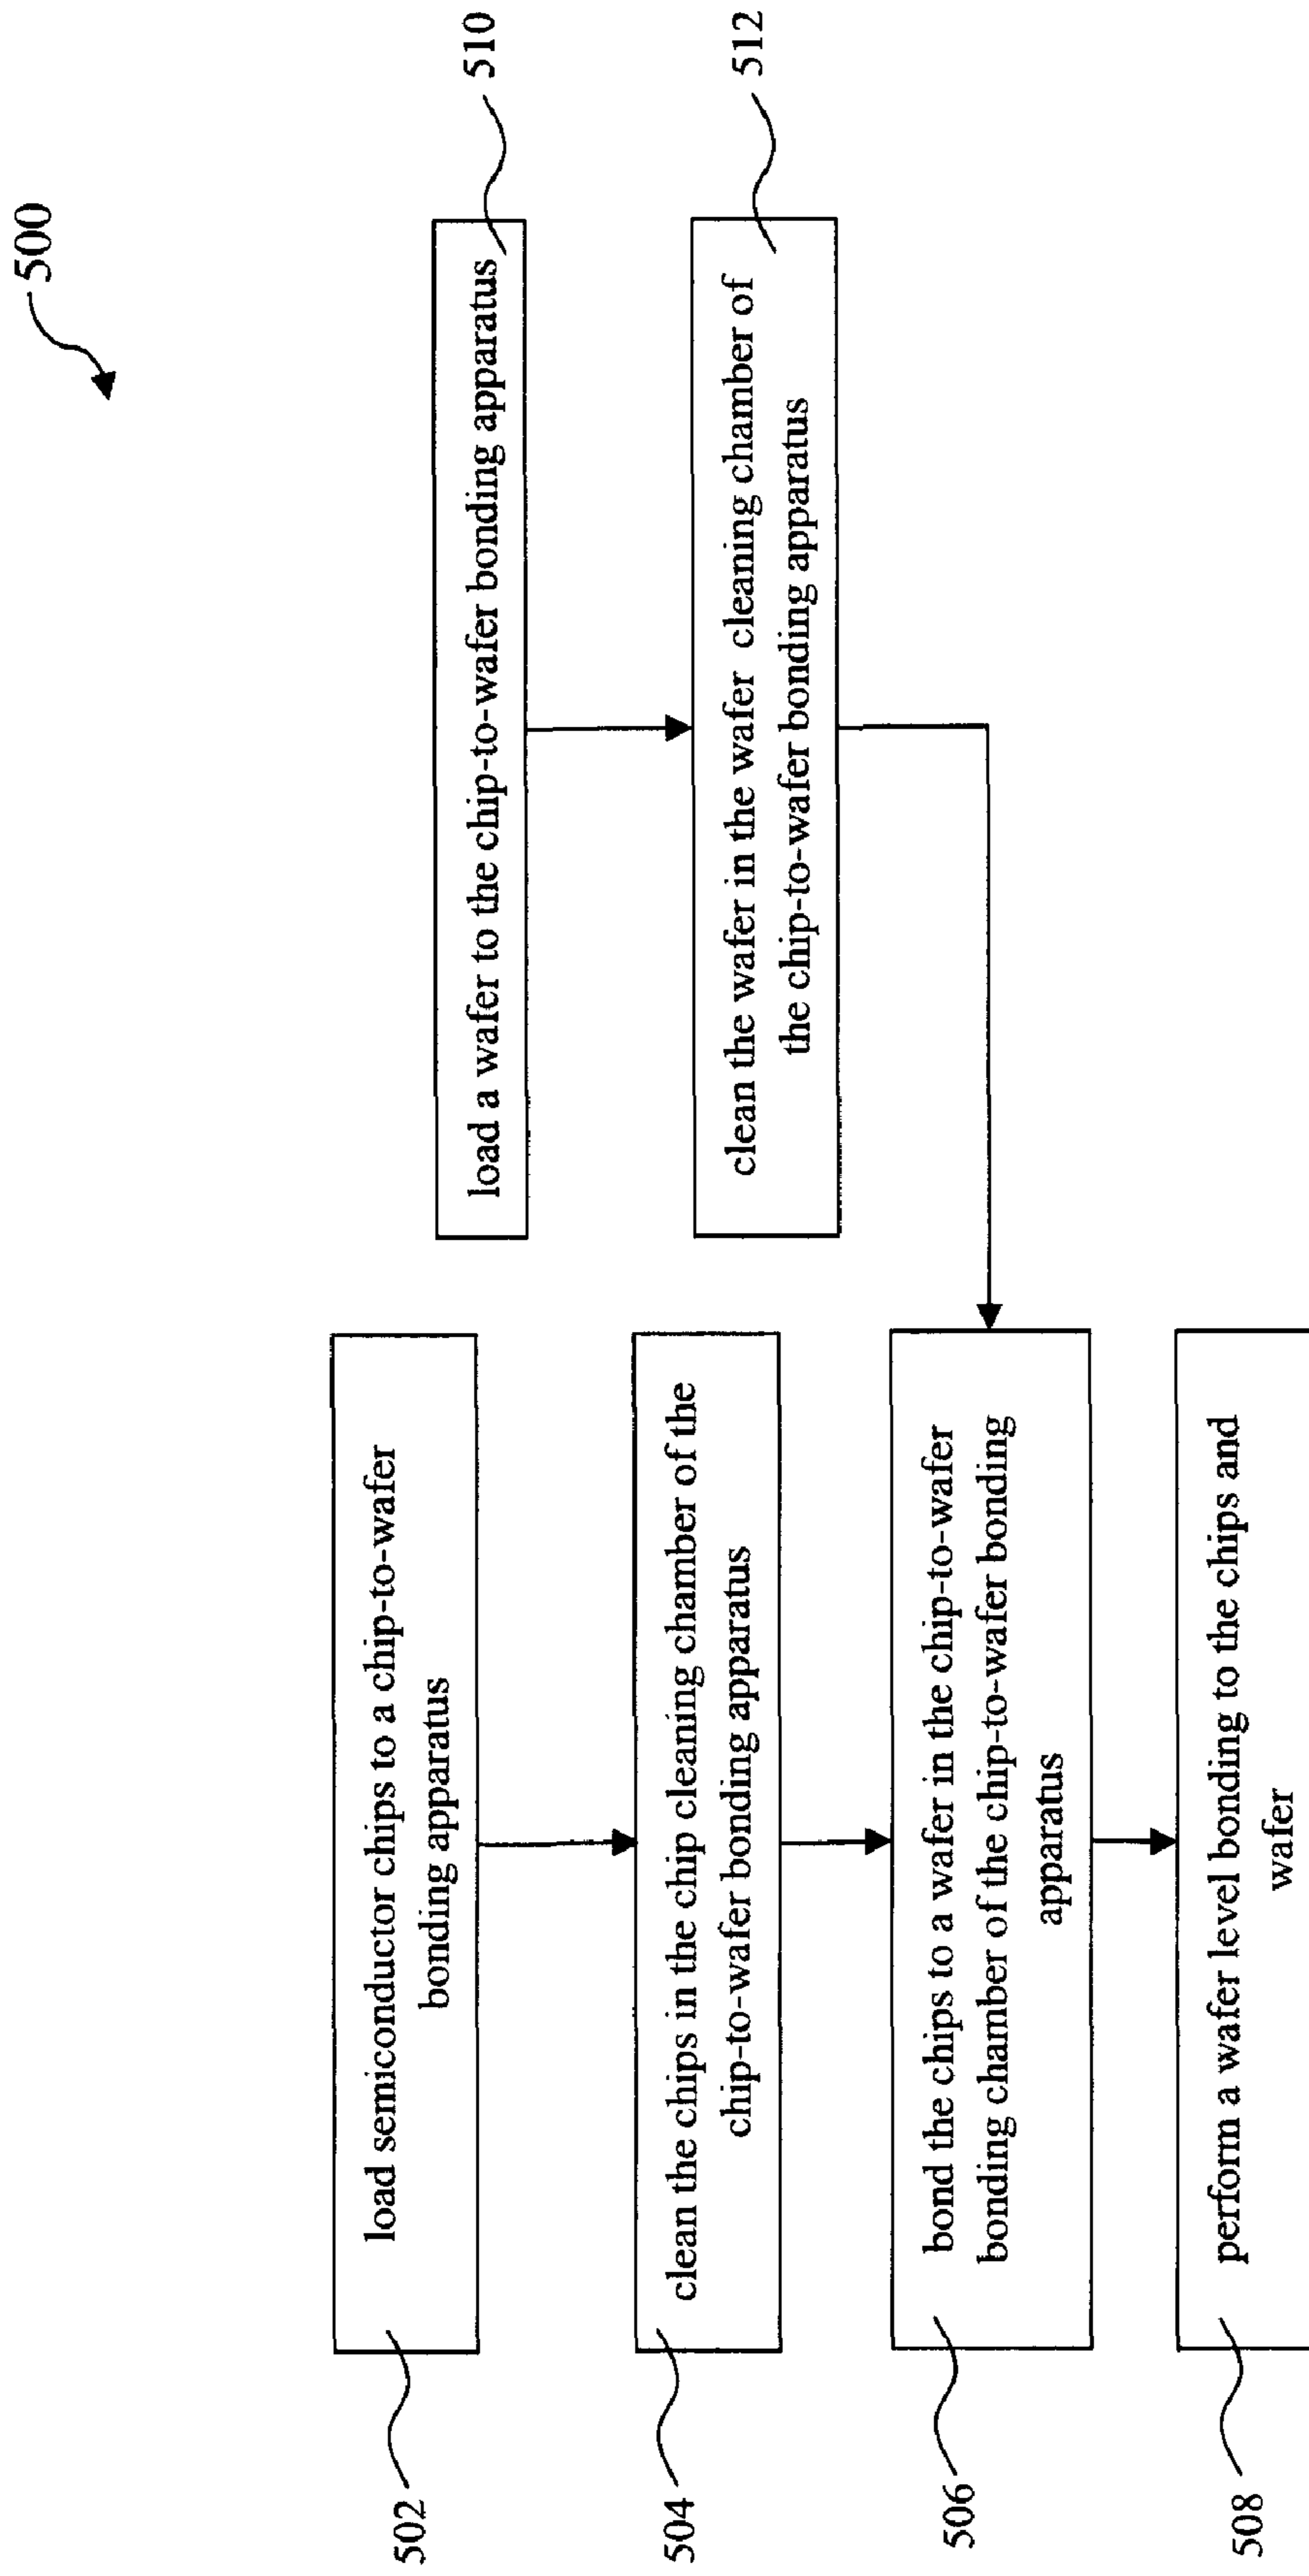 500
502
load semiconductor chips to a chip-to-wafer
bonding apparatus
504
clean the chips in the chip cleaning chamber of the
chip-to-wafer bonding apparatus
506
bond the chips to a wafer in the chip-to-wafer
bonding chamber of the chip-to-wafer bonding
apparatus
508
perform a wafer level bonding to the chips and
wafer
load a wafer to the chip-to-wafer bonding apparatus
510
clean the wafer in the wafer cleaning chamber of
the chip-to-wafer bonding apparatus
512